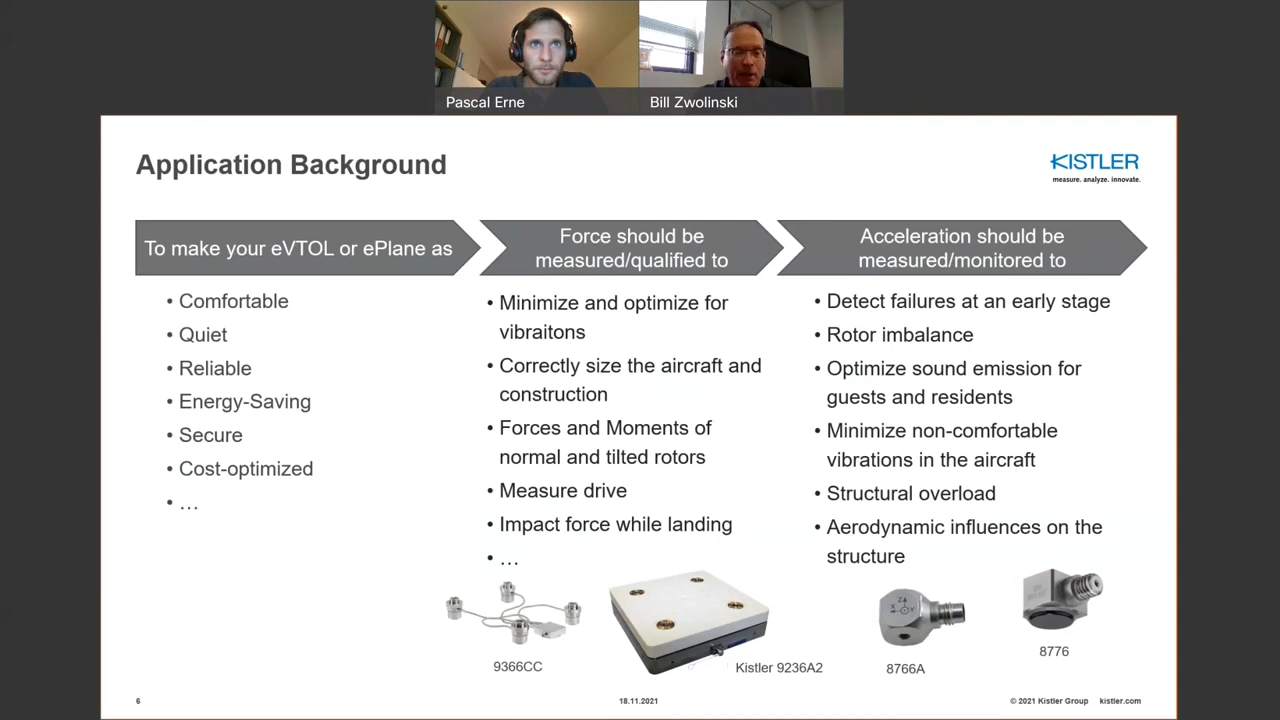 Pascal Erne
Bill Zwolinski
Application Background
KISTLER
measure. analyze. innovate.
To make your eVTOL or ePlane as
• Comfortable
• Quiet
• Reliable
• Energy-Saving
• Secure
• Cost-optimized
• …
Force should be
measured/qualified to
• Minimize and optimize for
vibraitons
• Correctly size the aircraft and
construction
• Forces and Moments of
normal and tilted rotors
• Measure drive
• Impact force while landing
• …
Acceleration should be
measured/monitored to
• Detect failures at an early stage
• Rotor imbalance
• Optimize sound emission for
guests and residents
• Minimize non-comfortable
vibrations in the aircraft
• Structural overload
• Aerodynamic influences on the
structure
9366CC
Kistler 9236A2
Z
X
Y
8766A
8776
6
18.11.2021
© 2021 Kistler Group
kistler.com